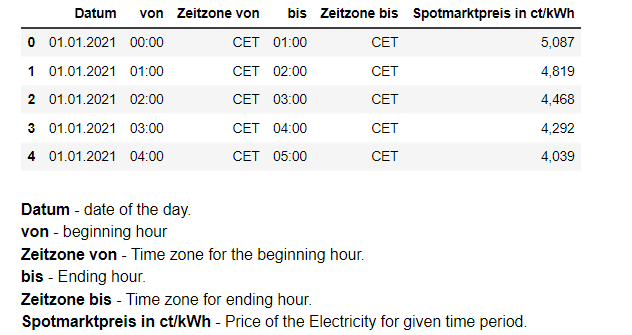 Datum von Zeitzone von bis Zeitzone bis Spotmarktpreis in ct/kWh
0 01.01.2021 00:00 CET 01:00 CET 5,087
1 01.01.2021 01:00 CET 02:00 CET 4,819
2 01.01.2021 02:00 CET 03:00 CET 4,468
3 01.01.2021 03:00 CET 04:00 CET 4,292
4 01.01.2021 04:00 CET 05:00 CET 4,039
Datum - date of the day.
von - beginning hour
Zeitzone von - Time zone for the beginning hour.
bis - Ending hour.
Zeitzone bis - Time zone for ending hour.
Spotmarktpreis in ct/kWh - Price of the Electricity for given time period.